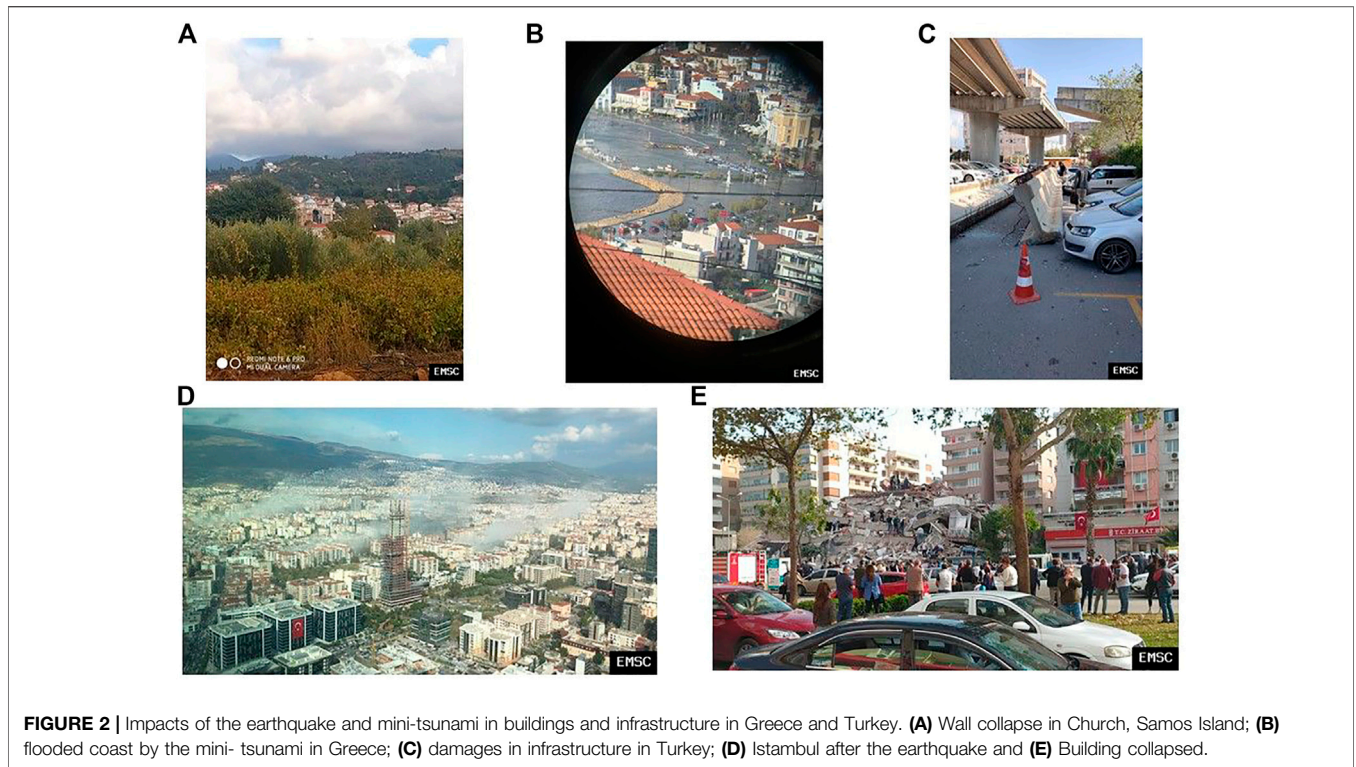 A
B
C
REDMI NOTE 6 PRO
MI DUAL CAMERA
EMSC
EMSC
EMSC
D
E
T.C. ZİRAAT
EMSC
EMSC
FIGURE 2 | Impacts of the earthquake and mini-tsunami in buildings and infrastructure in Greece and Turkey. (A) Wall collapse in Church, Samos Island; (B)
flooded coast by the mini- tsunami in Greece; (C) damages in infrastructure in Turkey; (D) Istambul after the earthquake and (E) Building collapsed.